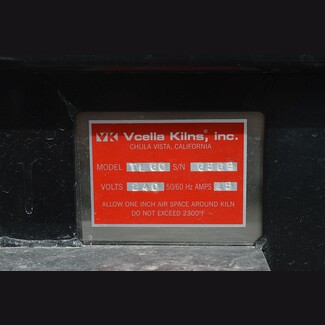 VK Vcella Kilns, inc.
CHULA VISTA, CALIFORNIA
MODEL S/N
VOLTS 240 50/60 Hz AMPS
ALLOW ONE INCH AIR SPACE AROUND KILN
DO NOT EXCEED 2300°F ~